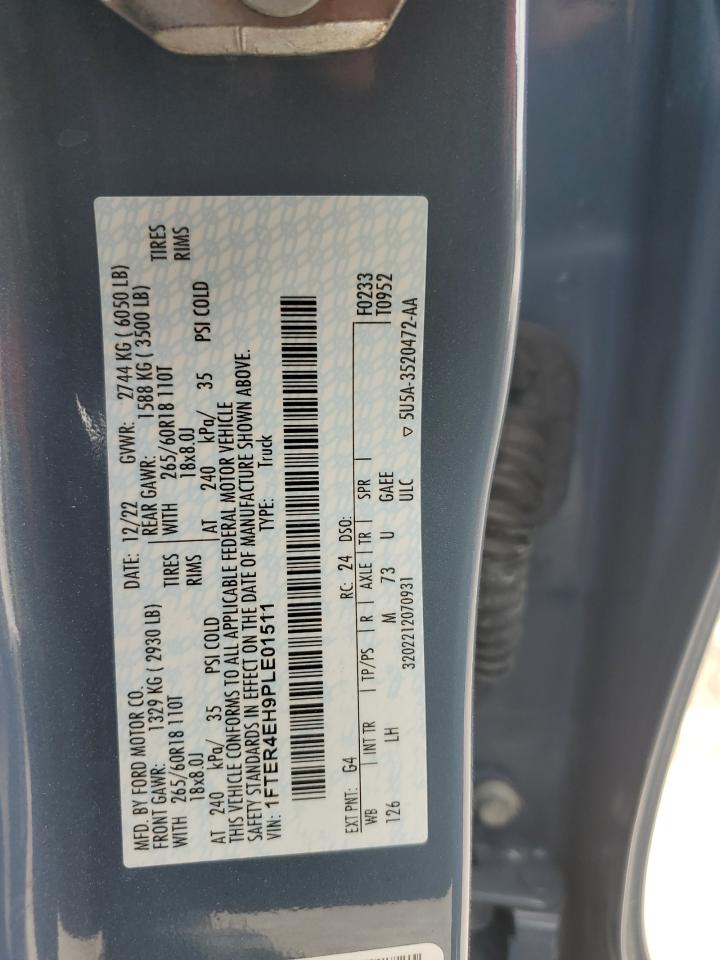 MFD. BY FORD MOTOR CO. DATE: 12/22 GVWR: 2744 KG ( 6050 LB)
FRONT GAWR: 1329 KG ( 2930 LB) REAR GAWR: 1588 KG ( 3500 LB)
WITH 265/60R18 110T TIRES WITH 265/60R18 110T TIRES
18x8.0J RIMS 18x8.0J RIMS
AT 240 kPa/ 35 PSI COLD AT 240 kPa/ 35 PSI COLD
THIS VEHICLE CONFORMS TO ALL APPLICABLE FEDERAL MOTOR VEHICLE
SAFETY STANDARDS IN EFFECT ON THE DATE OF MANUFACTURE SHOWN ABOVE.
VIN: 1FTER4EH9PLE01511 TYPE: Truck
EXT PNT: G4 RC: 24 DSO: F0233
WB INT TR TP/PS R AXLE TR SPR T0952
126 LH M 73 U GAEE
3202212070931 ULC ▽ 5U5A-3520472-AA